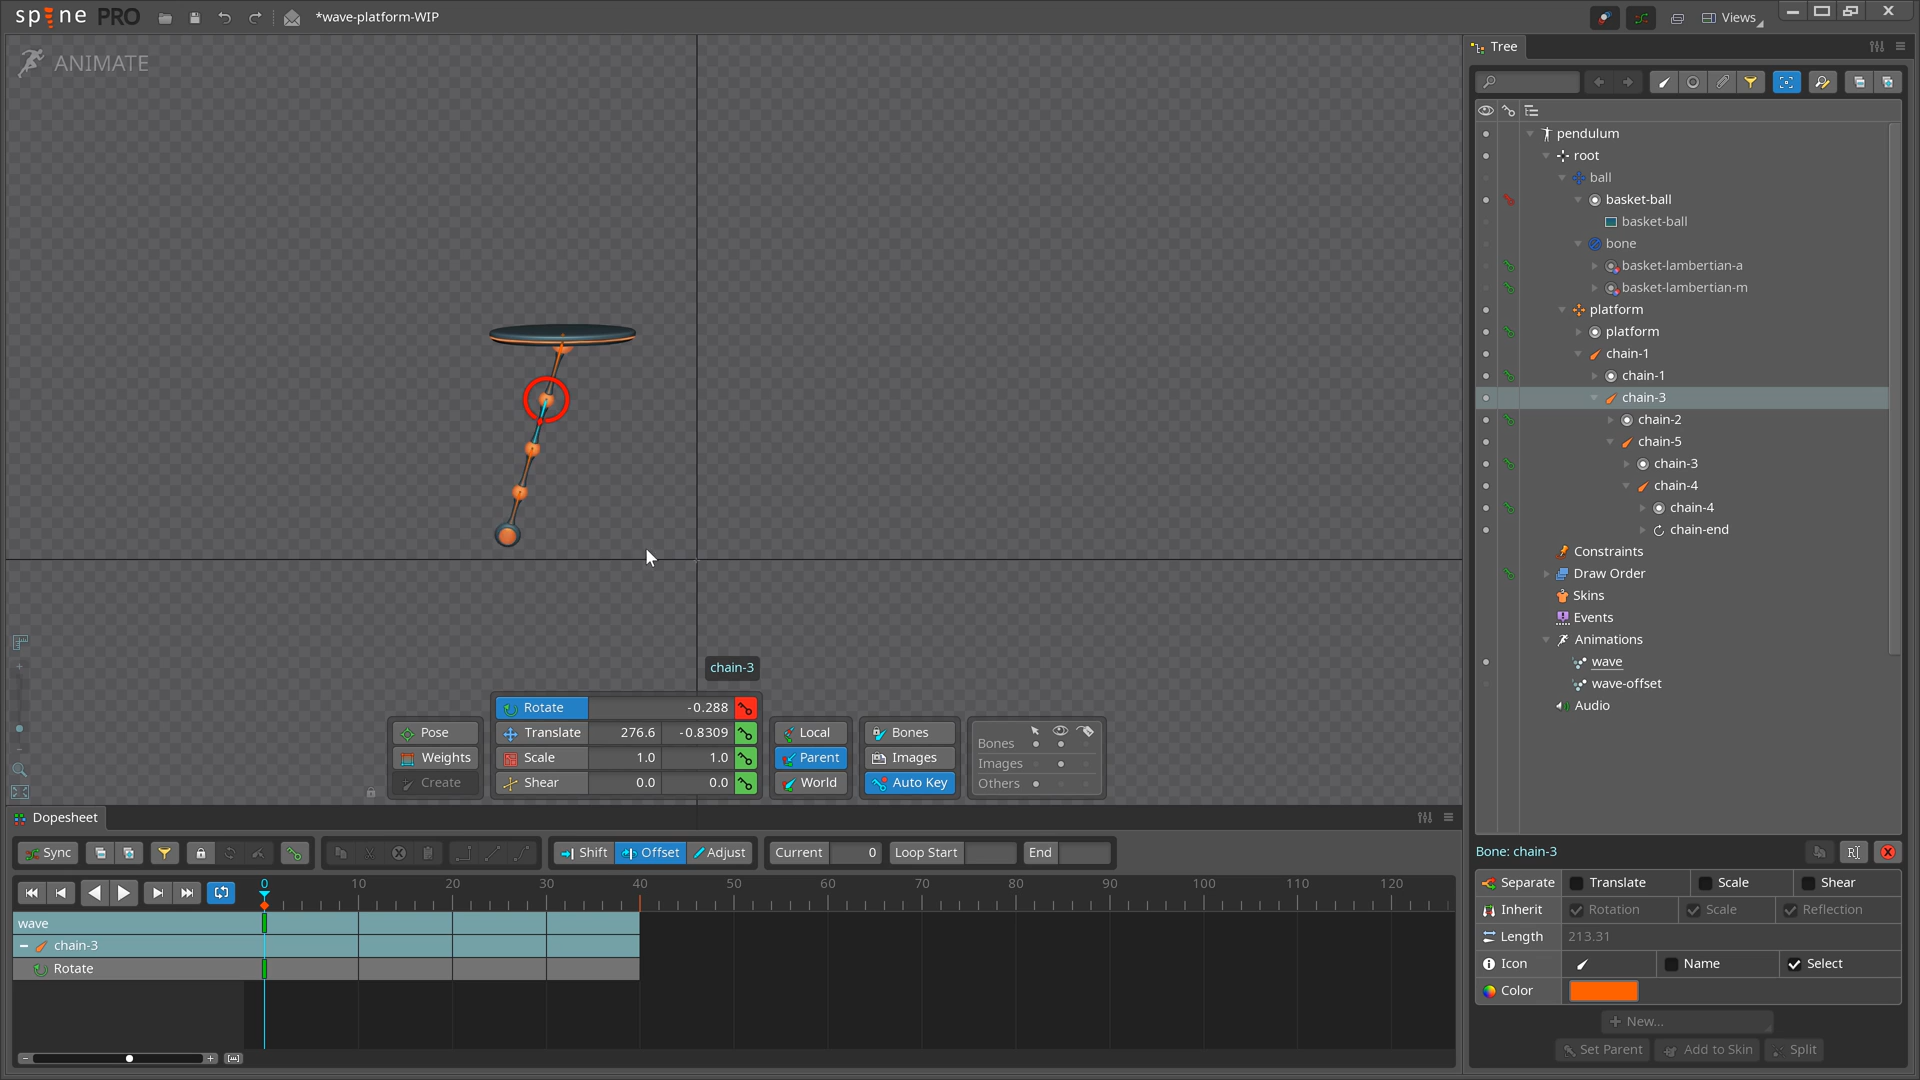 spine PRO
*wave-platform-WIP
Views
ANIMATE
Tree
pendulum
root
ball
basket-ball
basket-ball
bone
basket-lambertian-a
basket-lambertian-m
platform
platform
chain-1
chain-1
chain-3
chain-2
chain-5
chain-3
chain-4
chain-4
chain-end
Constraints
Draw Order
Skins
Events
Animations
wave
wave-offset
Audio
chain-3
Pose
Weights
Create
Rotate -0.288
Translate 276.6 -0.8309
Scale 1.0 1.0
Shear 0.0 0.0
Local
Parent
World
Bones
Images
Auto Key
Bones
Images
Others
Dopesheet
Sync Shift Offset Adjust Current 0 Loop Start End
0 10 20 30 40 50 60 70 80 90 100 110 120
wave
chain-3
Rotate
Bone: chain-3
Separate Translate Scale Shear
Inherit Rotation Scale Reflection
Length 213.31
Icon Name Select
Color
New...
Set Parent Add to Skin Split